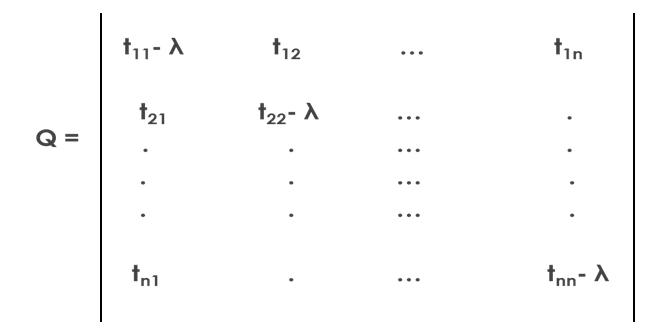 t₁₁- λ t₁₂ ... t₁ₙ
t₂₁ t₂₂- λ ... .
Q =
. . ... .
. . ... .
. . ... .
tₙ₁ . ... tₙₙ- λ